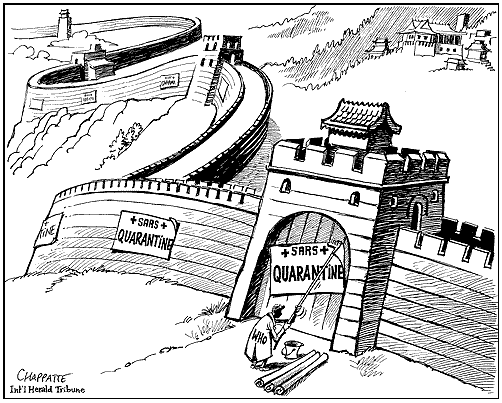 + SARS +
QUARANTINE
+ SARS +
QUARANTINE
WHO
CHAPPATTE
Int'l Herald Tribune